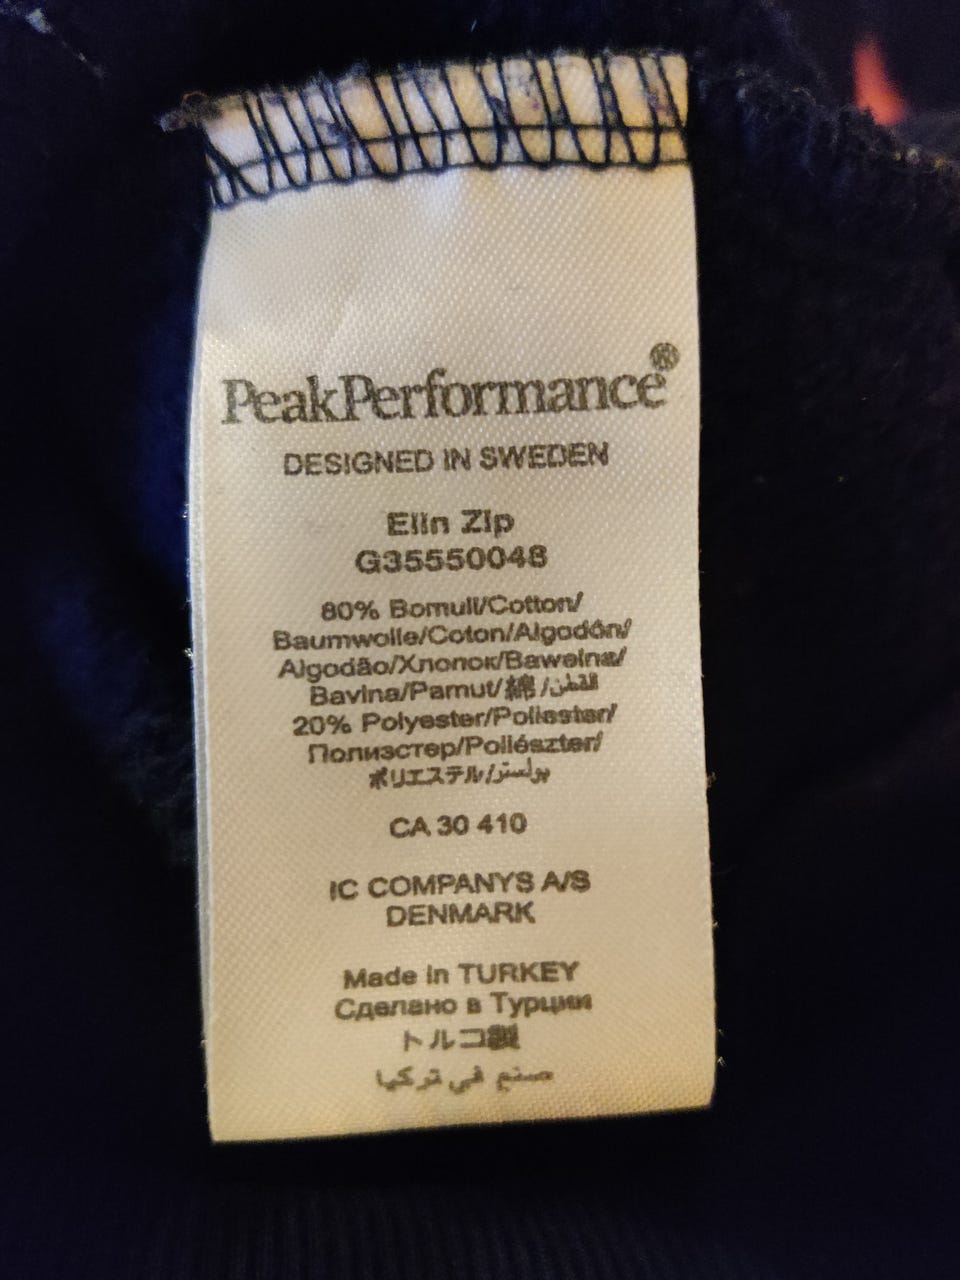 PeakPerformance®
DESIGNED IN SWEDEN
Elin Zip
G35550048
80% Bomull/Cotton/
Baumwolle/Coton/Algodón/
Algodão/Хлопок/Bawełna/
Bavlna/Pamut/綿/القطن
20% Polyester/Poliester/
Полиэстер/Poliészter/
ポリエステル/بولستر
CA 30 410
IC COMPANYS A/S
DENMARK
Made in TURKEY
Сделано в Турции
トルコ製
صنع في تركيا